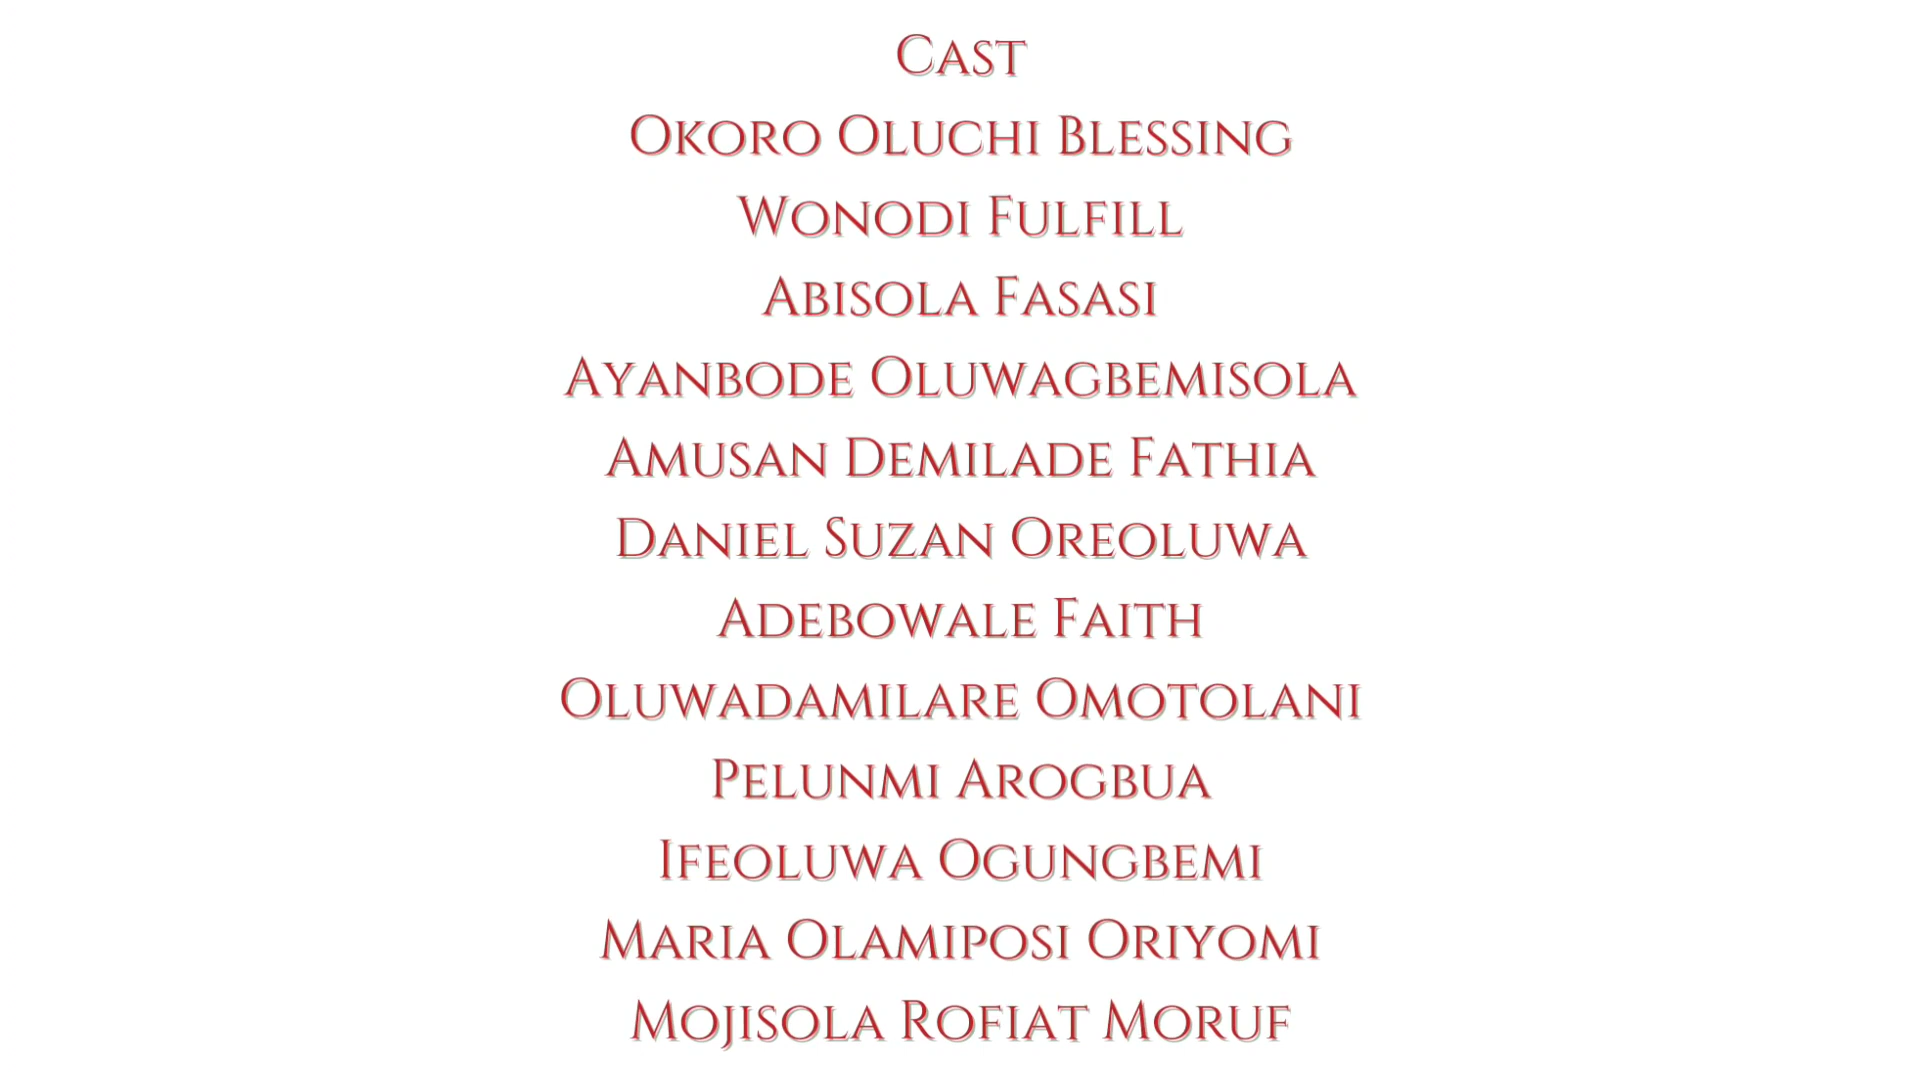 Cast
Okoro Oluchi Blessing
Wonodi Fulfill
Abisola Fasasi
Ayanbode Oluwagbemisola
Amusan Demilade Fathia
Daniel Suzan Oreoluwa
Adebowale Faith
Oluwadamilare Omotolani
Pelunmi Arogbua
Ifeoluwa Ogungbemi
Maria Olamiposi Oriyomi
Mojisola Rofiat Moruf